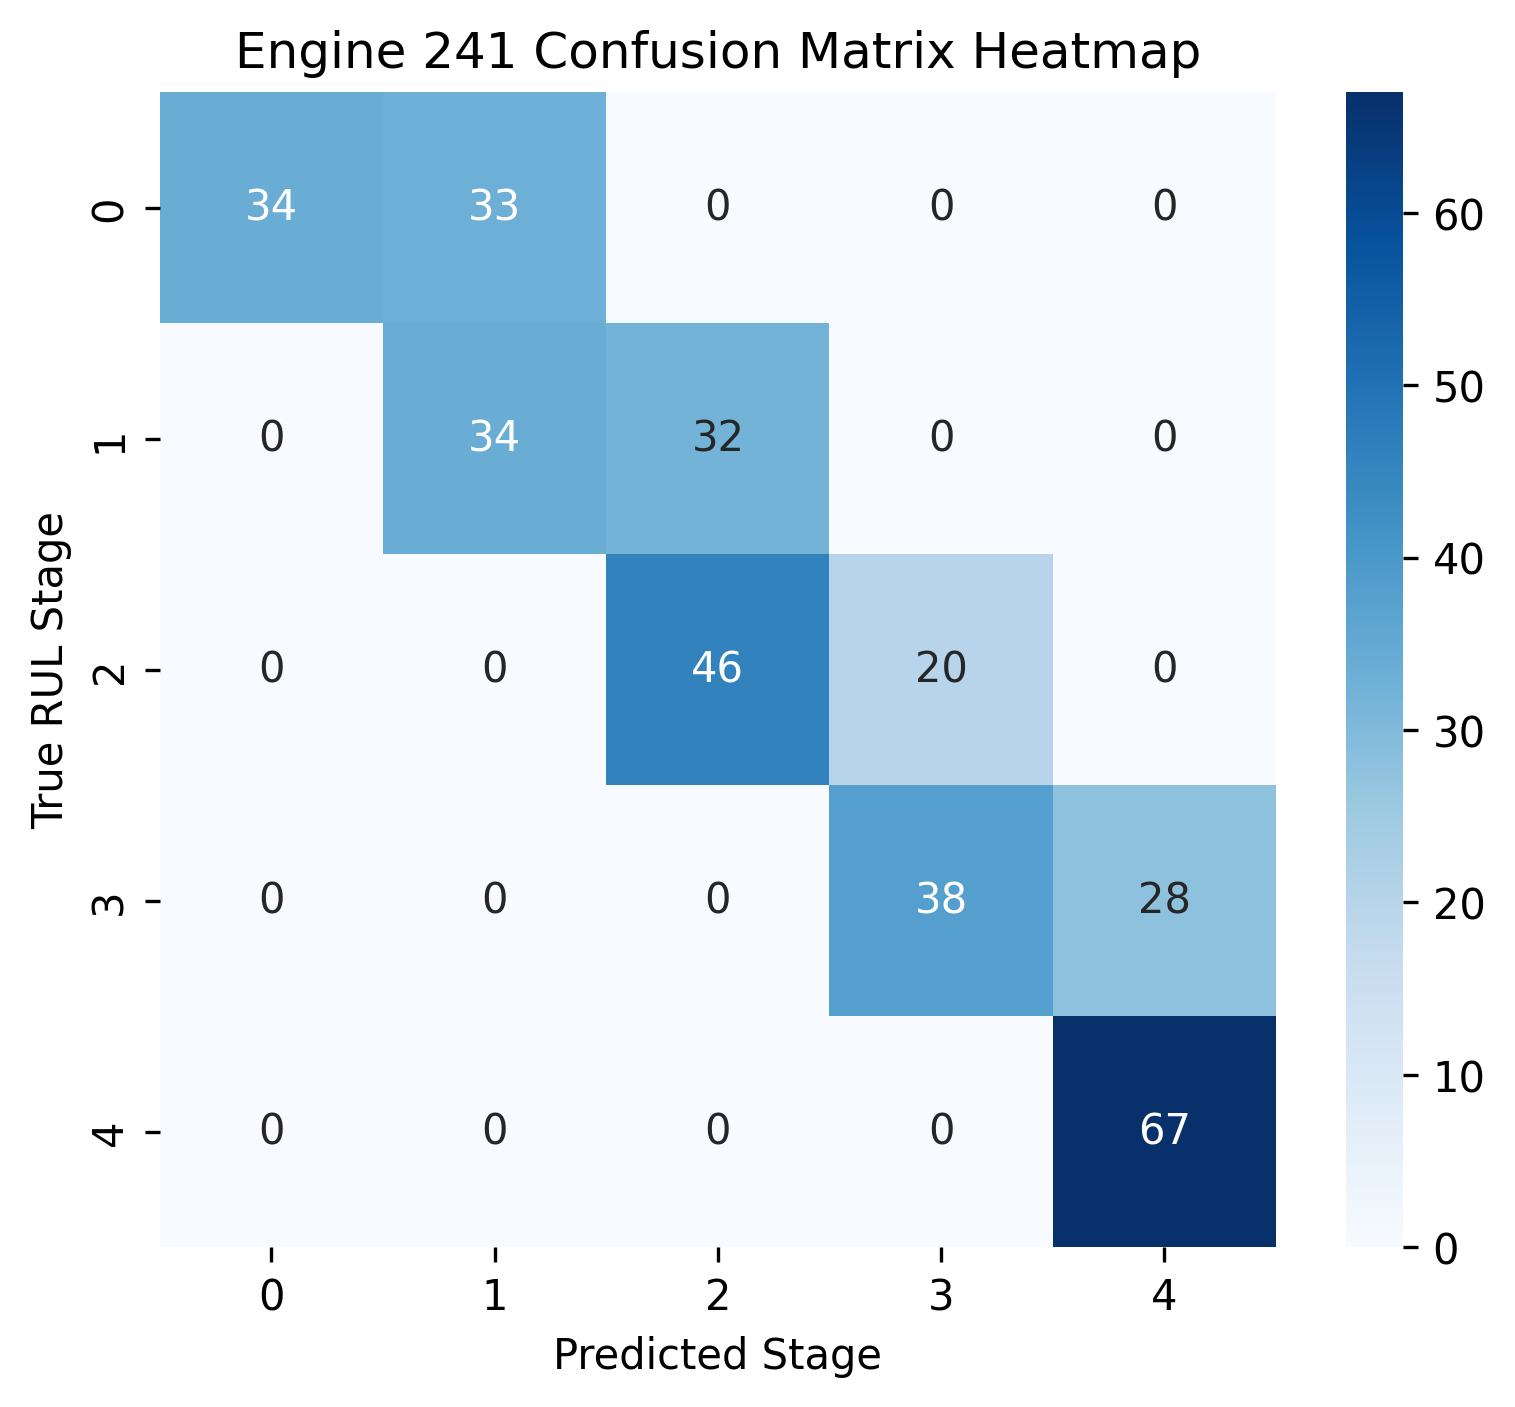 Engine 241 Confusion Matrix Heatmap
True RUL Stage
0 34 33 0 0 0
1 0 34 32 0 0
2 0 0 46 20 0
3 0 0 0 38 28
4 0 0 0 0 67
0 1 2 3 4
Predicted Stage
60
50
40
30
20
10
0